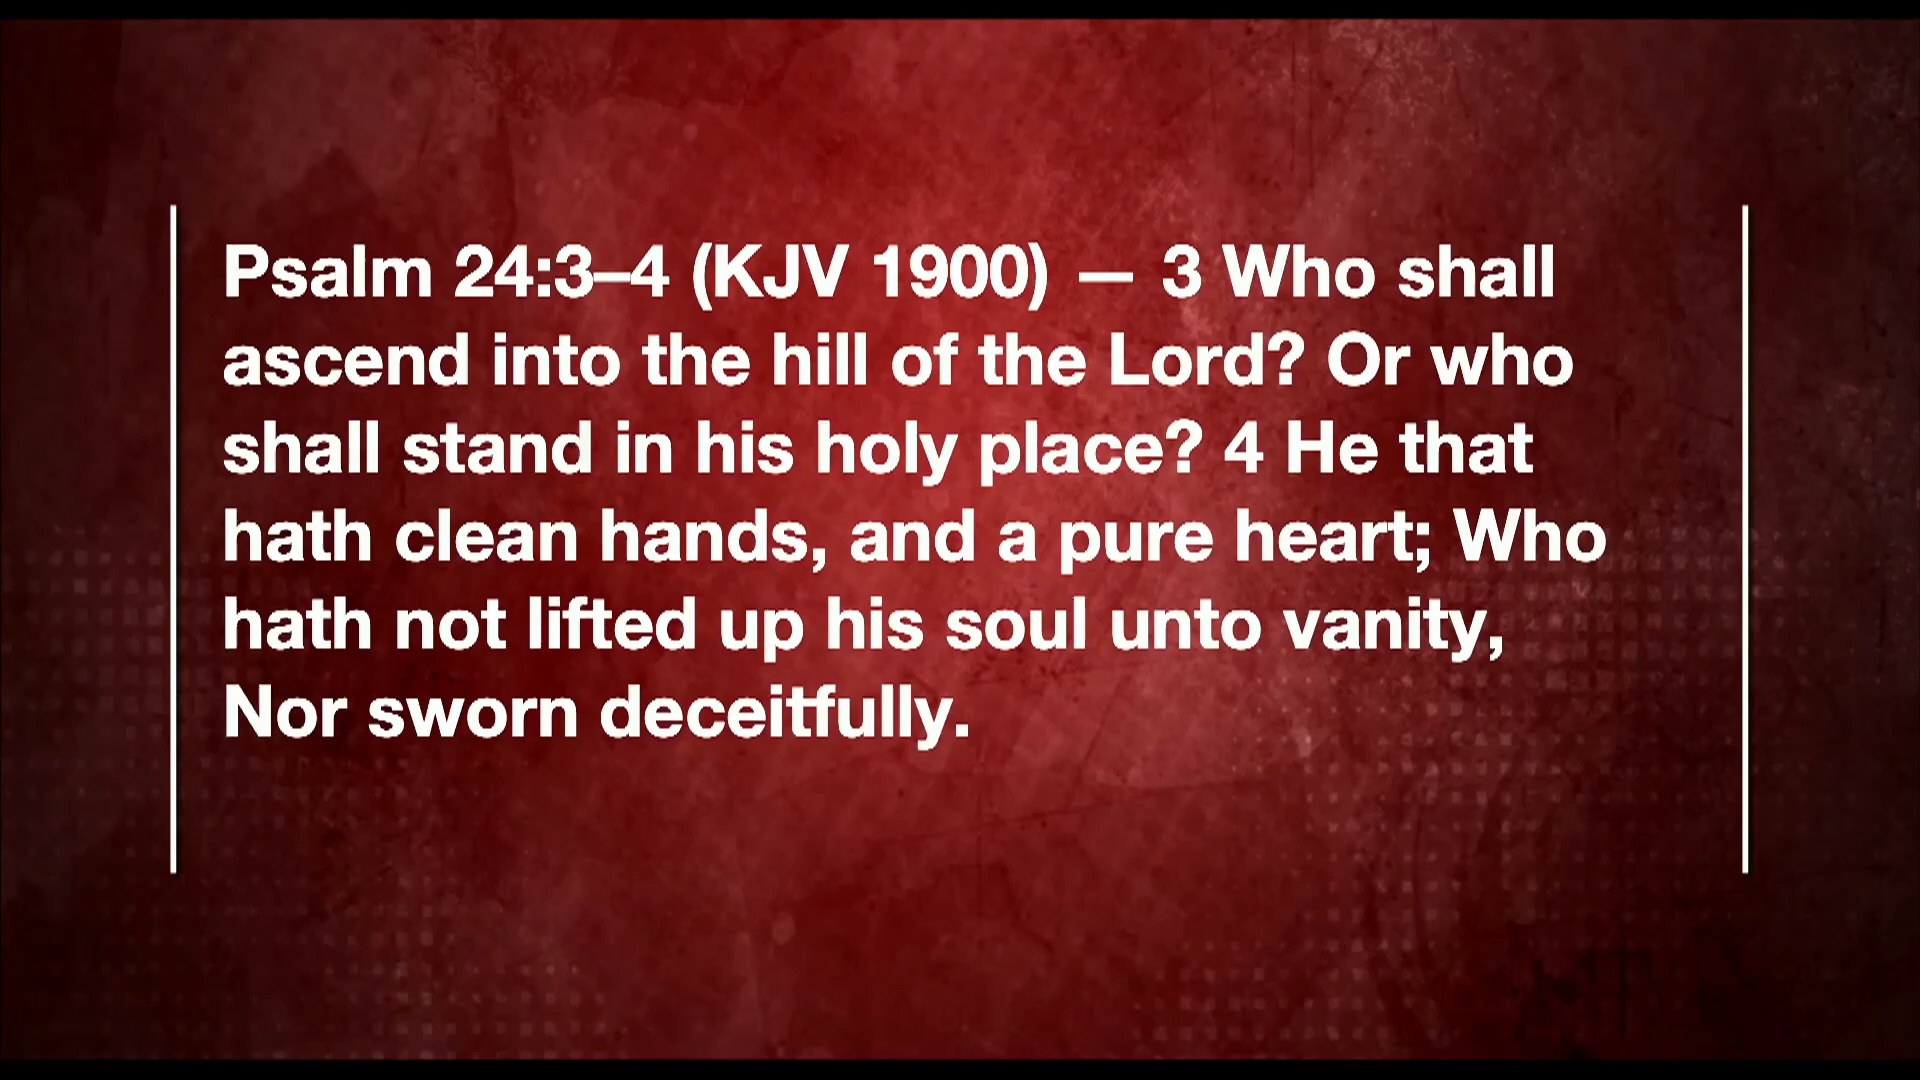 Psalm 24:3–4 (KJV 1900) — 3 Who shall
ascend into the hill of the Lord? Or who
shall stand in his holy place? 4 He that
hath clean hands, and a pure heart; Who
hath not lifted up his soul unto vanity,
Nor sworn deceitfully.